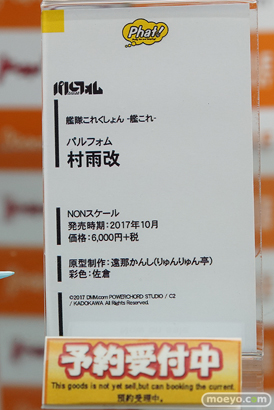 Phat!
パルフォム
艦隊これくしょん -艦これ-
パルフォム
村雨改
NONスケール
発売時期：2017年10月
価格：6,000円+税
原型制作：遠那かんし(りゅんりゅん亭)
彩色：佐倉
©2017 DMM.com POWERCHORD STUDIO / C2
/ KADOKAWA All Rights Reserved.
予約受付中
This goods is not yet sell,but can booking the current.
預約受理中。
moeyo.com